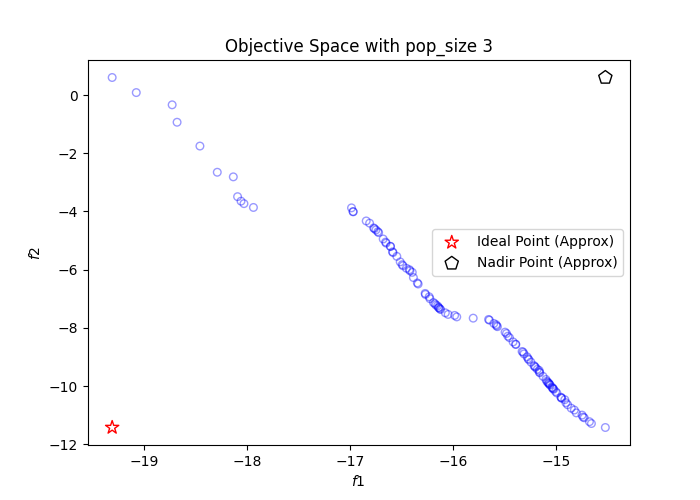 Objective Space with pop_size 3
f2
0
−2
−4
−6
−8
−10
−12
Ideal Point (Approx)
Nadir Point (Approx)
−19
−18
−17
−16
−15
f1